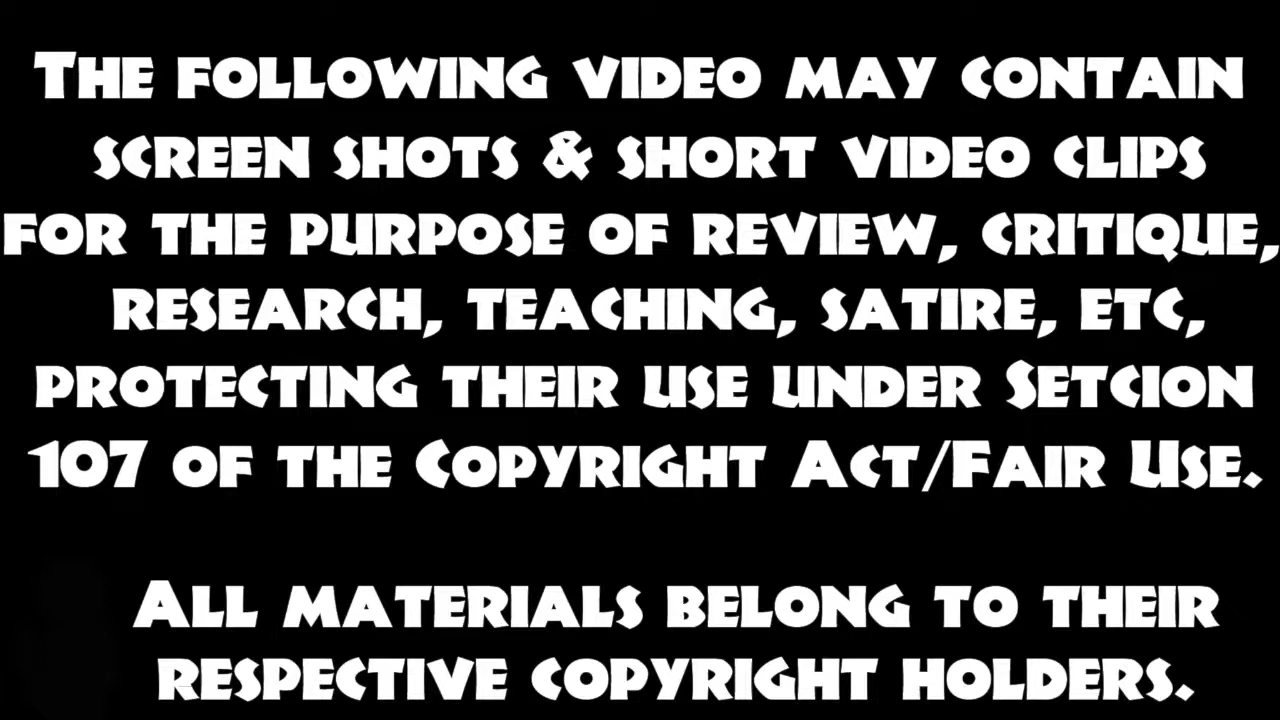 The following video may contain
screen shots & short video clips
for the purpose of review, critique,
research, teaching, satire, etc,
protecting their use under Setcion
107 of the Copyright Act/Fair Use.
All materials belong to their
respective copyright holders.